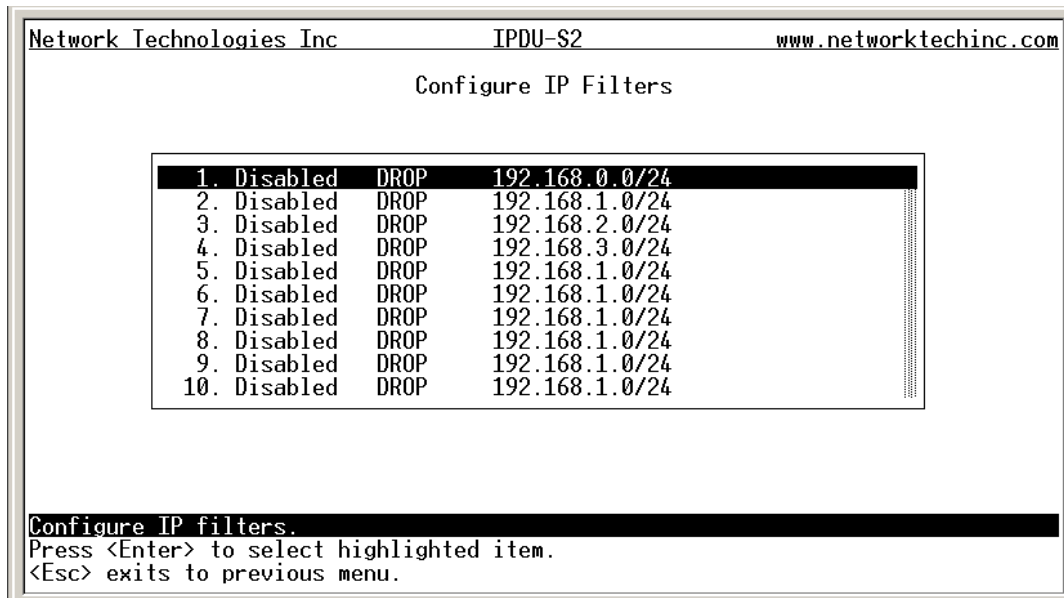 Network Technologies Inc IPDU-S2 www.networktechinc.com
Configure IP Filters
1. Disabled DROP 192.168.0.0/24
2. Disabled DROP 192.168.1.0/24
3. Disabled DROP 192.168.2.0/24
4. Disabled DROP 192.168.3.0/24
5. Disabled DROP 192.168.1.0/24
6. Disabled DROP 192.168.1.0/24
7. Disabled DROP 192.168.1.0/24
8. Disabled DROP 192.168.1.0/24
9. Disabled DROP 192.168.1.0/24
10. Disabled DROP 192.168.1.0/24
Configure IP filters.
Press <Enter> to select highlighted item.
<Esc> exits to previous menu.